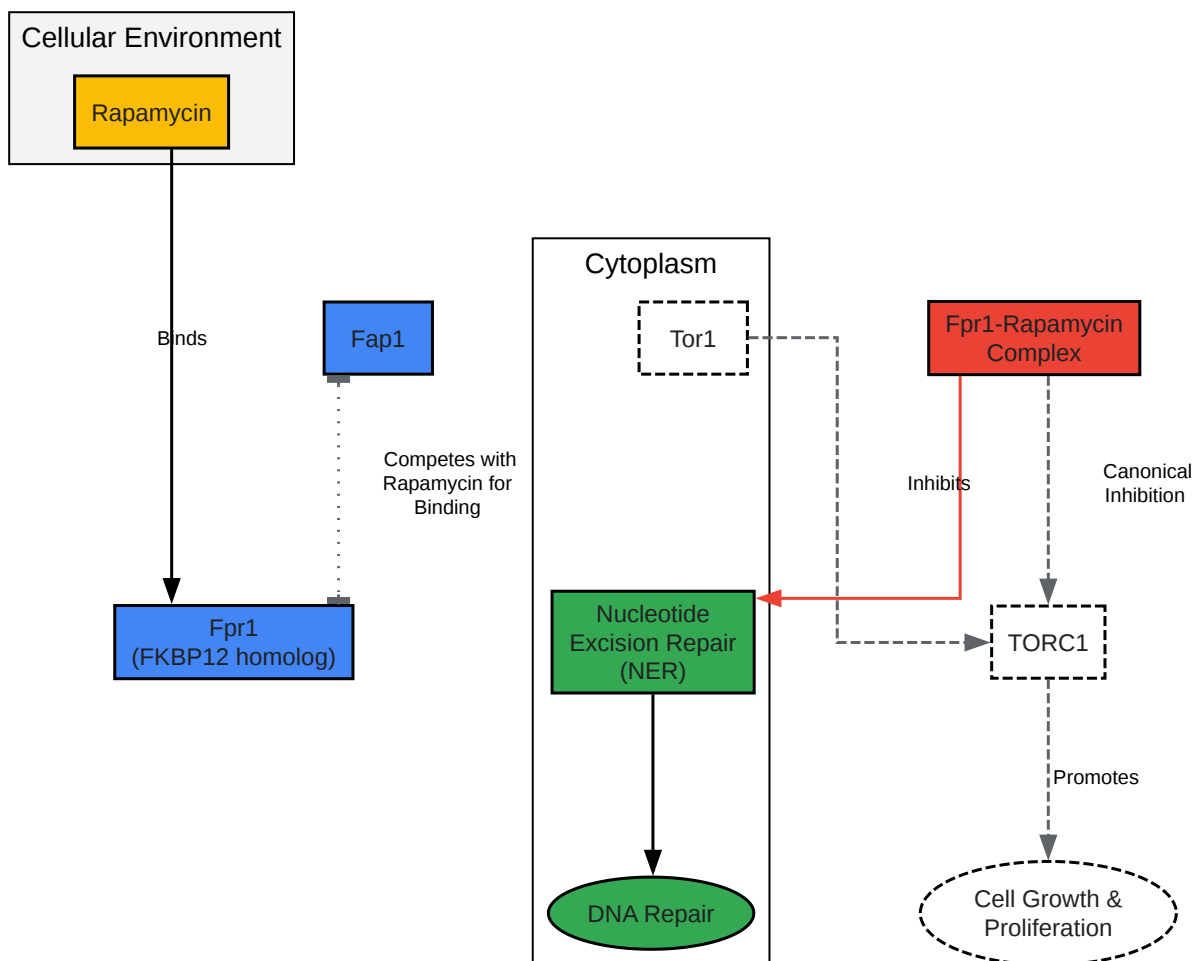 Cellular Environment
Rapamycin
Cytoplasm
Fap1
Tor1
Fpr1-Rapamycin
Complex
Binds
Competes with
Rapamycin for
Binding
Inhibits
Canonical
Inhibition
Fpr1
(FKBP12 homolog)
Nucleotide
Excision Repair
(NER)
TORC1
Promotes
DNA Repair
Cell Growth &
Proliferation